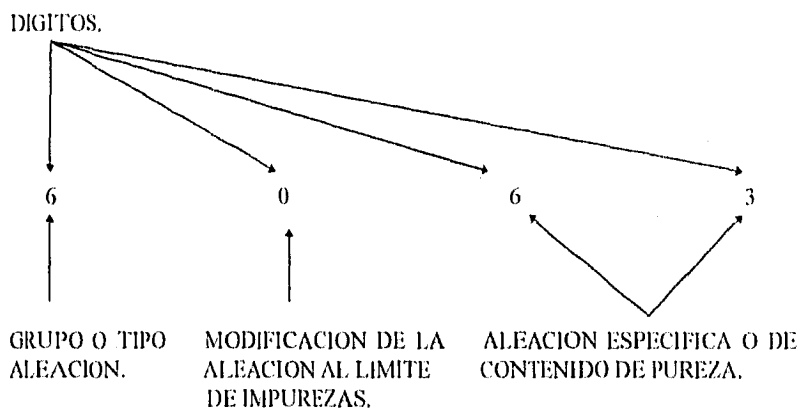 DIGITOS.
6 0 6 3
GRUPO O TIPO
ALEACION.
MODIFICACION DE LA
ALEACION AL LIMITE
DE IMPUREZAS.
ALEACION ESPECIFICA O DE
CONTENIDO DE PUREZA.